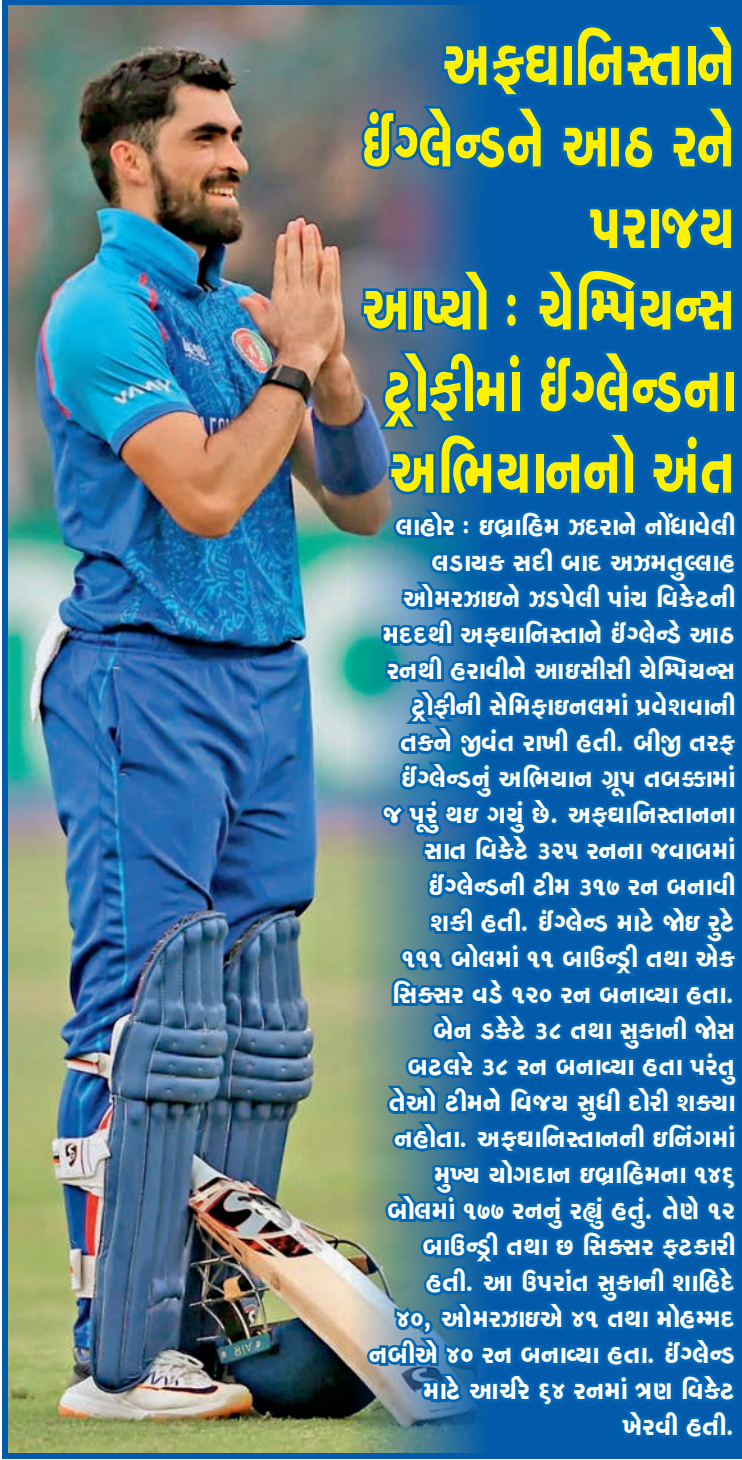 અફઘાનિસ્તાને
ઈંગ્લેન્ડને આઠ રને
પરાજય
આપ્યો : ચેમ્પિયન્સ
ટ્રોફીમાં ઈંગ્લેન્ડના
અભિયાનનો અંત
લાહોર : ઇબ્રાહિમ ઝદરાને નોંધાવેલી
લડાયક સદી બાદ અઝમતુલ્લાહ
ઓમરઝાઇને ઝડપેલી પાંચ વિકેટની
મદદથી અફઘાનિસ્તાને ઈંગ્લેન્ડે આઠ
રનથી હરાવીને આઇસીસી ચેમ્પિયન્સ
ટ્રોફીની સેમિફાઇનલમાં પ્રવેશવાની
તકને જીવંત રાખી હતી. બીજી તરફ
ઈંગ્લેન્ડનું અભિયાન ગ્રૂપ તબક્કામાં
જ પૂરું થઇ ગયું છે. અફઘાનિસ્તાનના
સાત વિકેટે ૩૨૫ રનના જવાબમાં
ઈંગ્લેન્ડની ટીમ ૩૧૭ રન બનાવી
શકી હતી. ઈંગ્લેન્ડ માટે જોઇ રુટે
૧૧૧ બોલમાં ૧૧ બાઉન્ડ્રી તથા એક
સિક્સર વડે ૧૨૦ રન બનાવ્યા હતા.
બેન ડકેટે ૩૮ તથા સુકાની જોસ
બટલરે ૩૮ રન બનાવ્યા હતા પરંતુ
તેઓ ટીમને વિજય સુધી દોરી શક્યા
નહોતા. અફઘાનિસ્તાનની ઇનિંગમાં
મુખ્ય યોગદાન ઇબ્રાહિમના ૧૪૬
બોલમાં ૧૭૭ રનનું રહ્યું હતું. તેણે ૧૨
બાઉન્ડ્રી તથા છ સિક્સર ફટકારી
હતી. આ ઉપરાંત સુકાની શાહિદે
૪૦, ઓમરઝાઇએ ૪૧ તથા મોહમ્મદ
નબીએ ૪૦ રન બનાવ્યા હતા. ઈંગ્લેન્ડ
માટે આર્ચરે ૬૪ રનમાં ત્રણ વિકેટ
ખેરવી હતી.